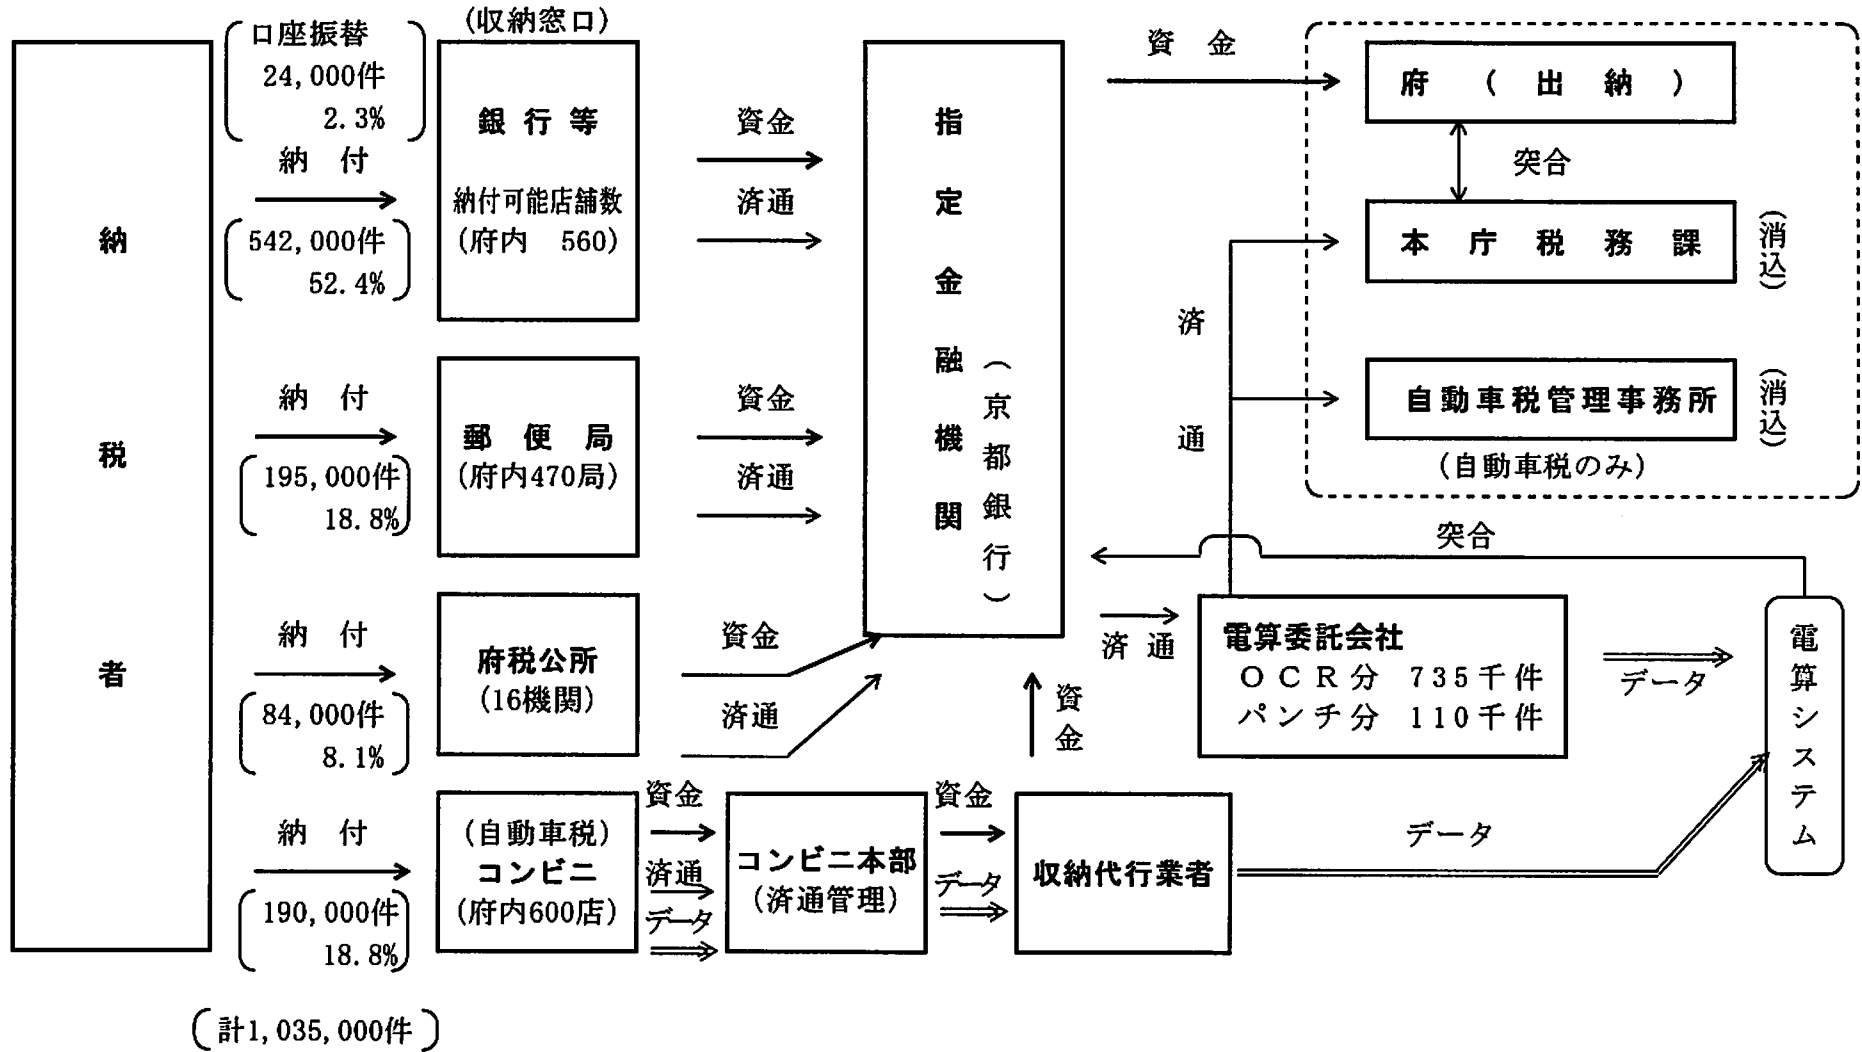 (収納窓口)
納税者
口座振替
24,000件
2.3%
納 付
542,000件
52.4%
銀行等
納付可能店舗数
(府内 560)
資金
済通
納 付
195,000件
18.8%
郵便局
(府内470局)
資金
済通
納 付
84,000件
8.1%
府税公所
(16機関)
資金
済通
納 付
190,000件
18.8%
(自動車税)
コンビニ
(府内600店)
資金
済通
データ
コンビニ本部
(済通管理)
資金
データ
収納代行業者
資金
データ
指定金融機関
(京都銀行)
資 金
府(出納)
突合
本庁税務課
(消込)
自動車税管理事務所
(消込)
(自動車税のみ)
済通
突合
済通
電算委託会社
OCR分 735千件
パンチ分 110千件
データ
電算システム
(計1,035,000件)